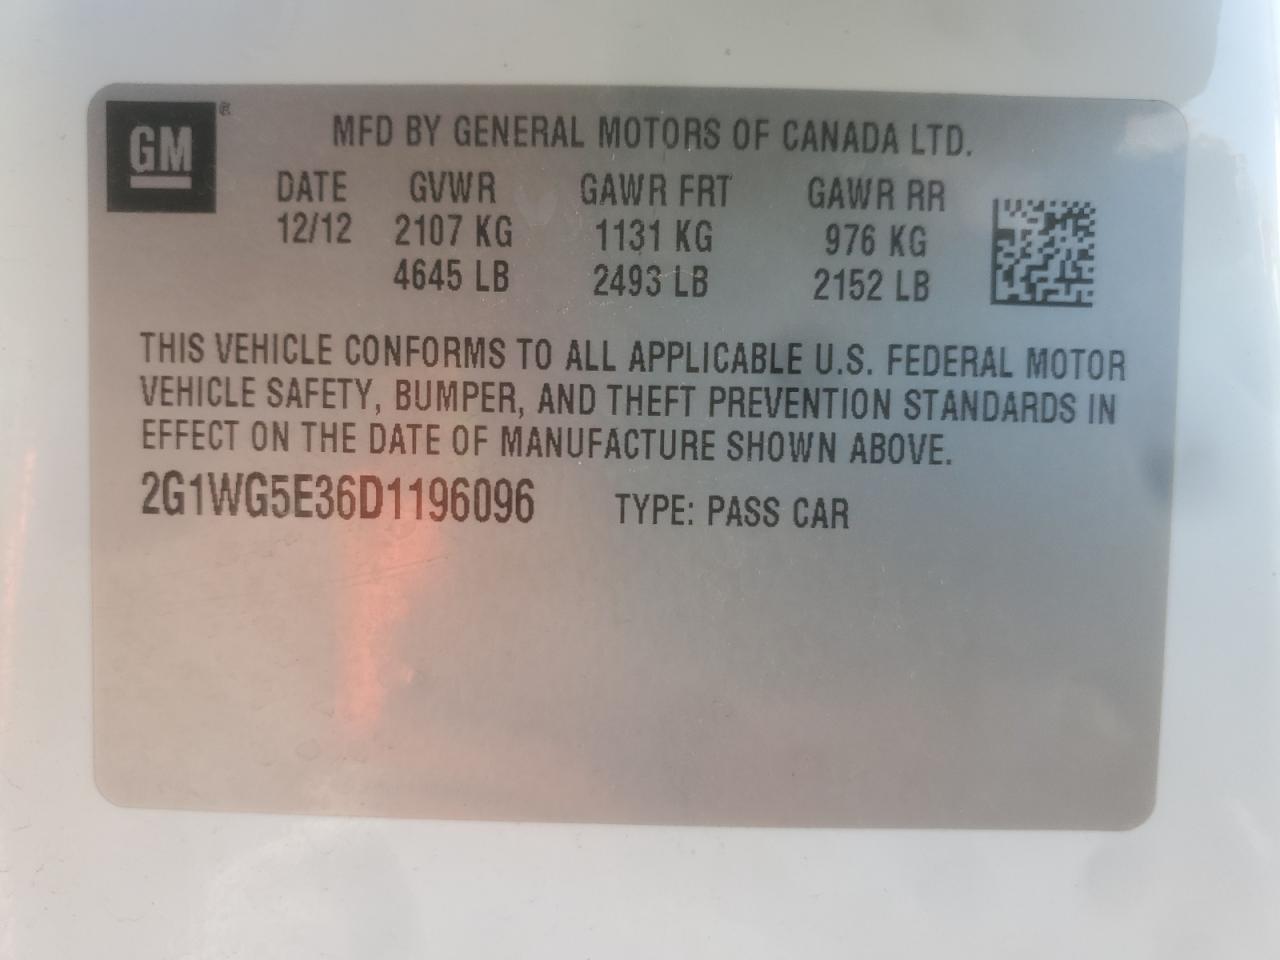 GM ®
MFD BY GENERAL MOTORS OF CANADA LTD.
DATE GVWR GAWR FRT GAWR RR
12/12 2107 KG 1131 KG 976 KG
4645 LB 2493 LB 2152 LB
THIS VEHICLE CONFORMS TO ALL APPLICABLE U.S. FEDERAL MOTOR
VEHICLE SAFETY, BUMPER, AND THEFT PREVENTION STANDARDS IN
EFFECT ON THE DATE OF MANUFACTURE SHOWN ABOVE.
2G1WG5E36D1196096 TYPE: PASS CAR